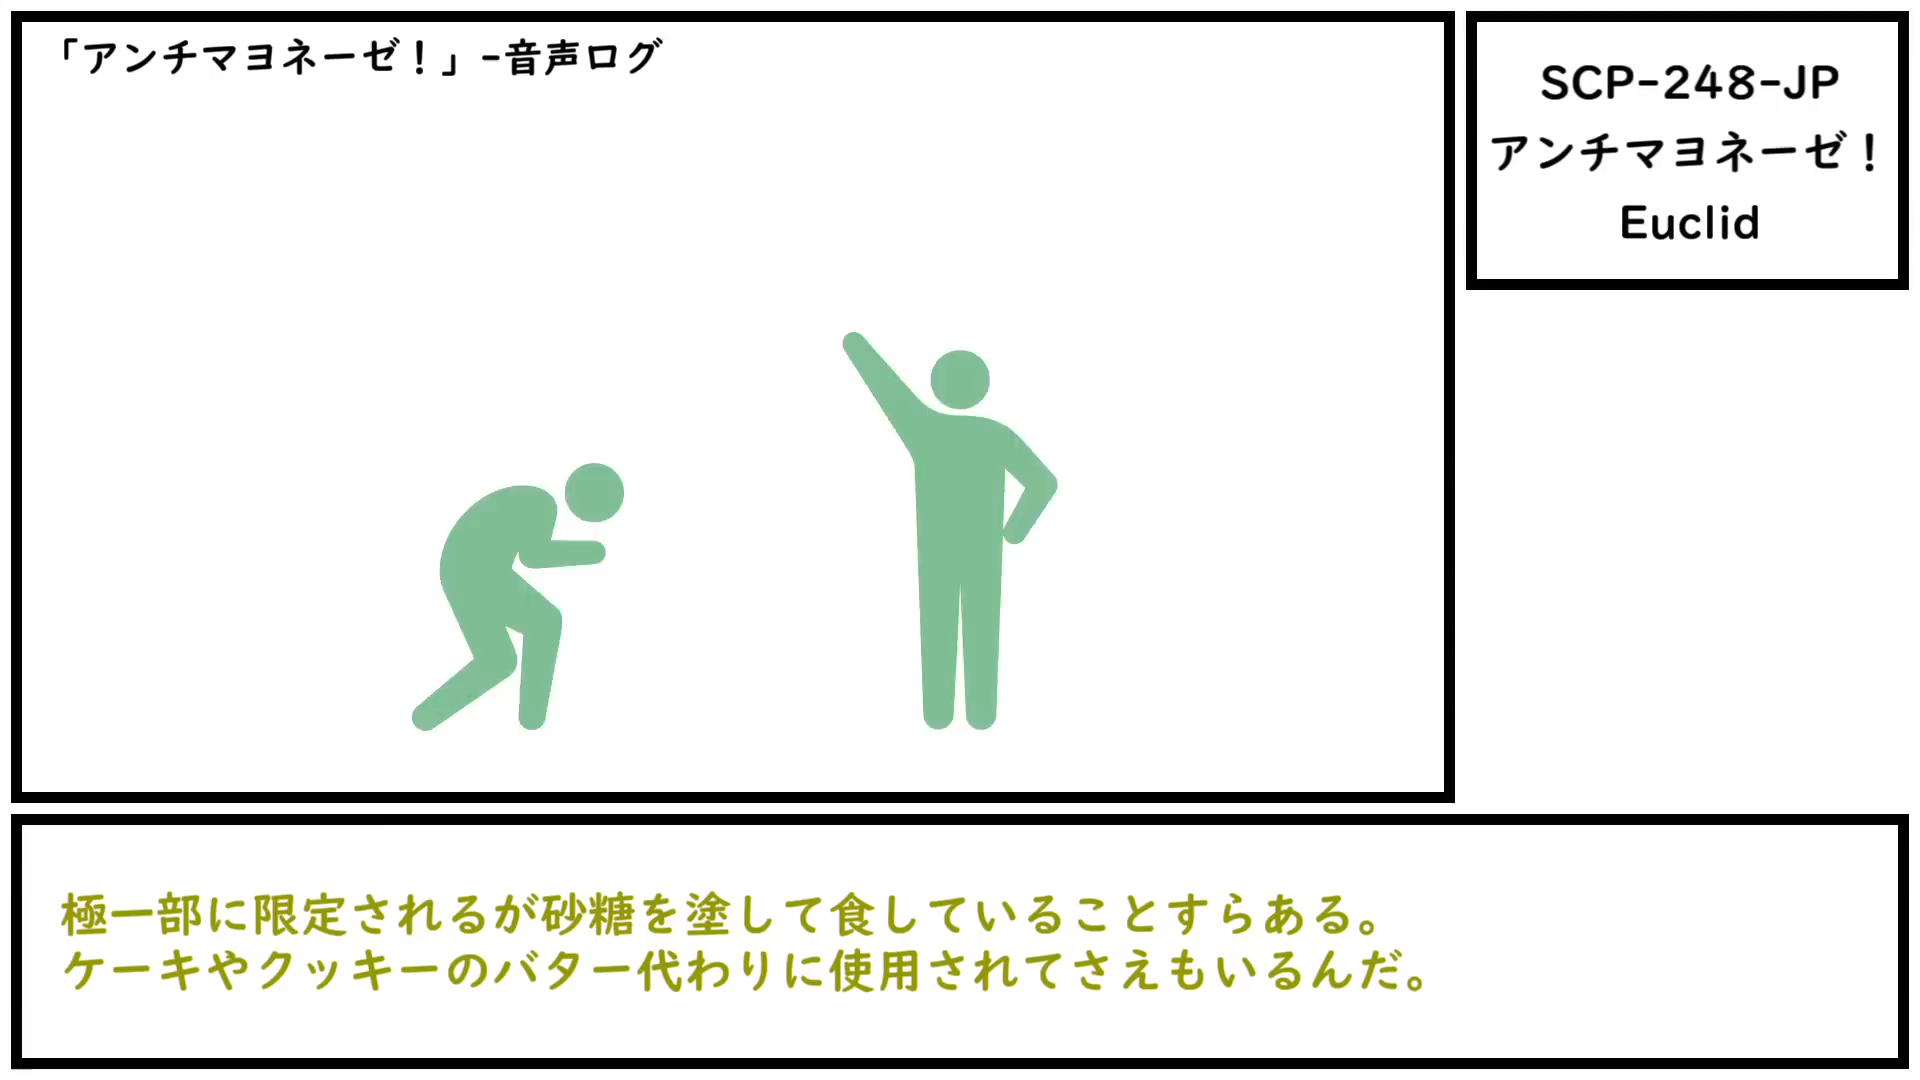 「アンチマヨネーゼ！」-音声ログ
SCP-248-JP
アンチマヨネーゼ！
Euclid
極一部に限定されるが砂糖を塗して食していることすらある。
ケーキやクッキーのバター代わりに使用されてさえもいるんだ。